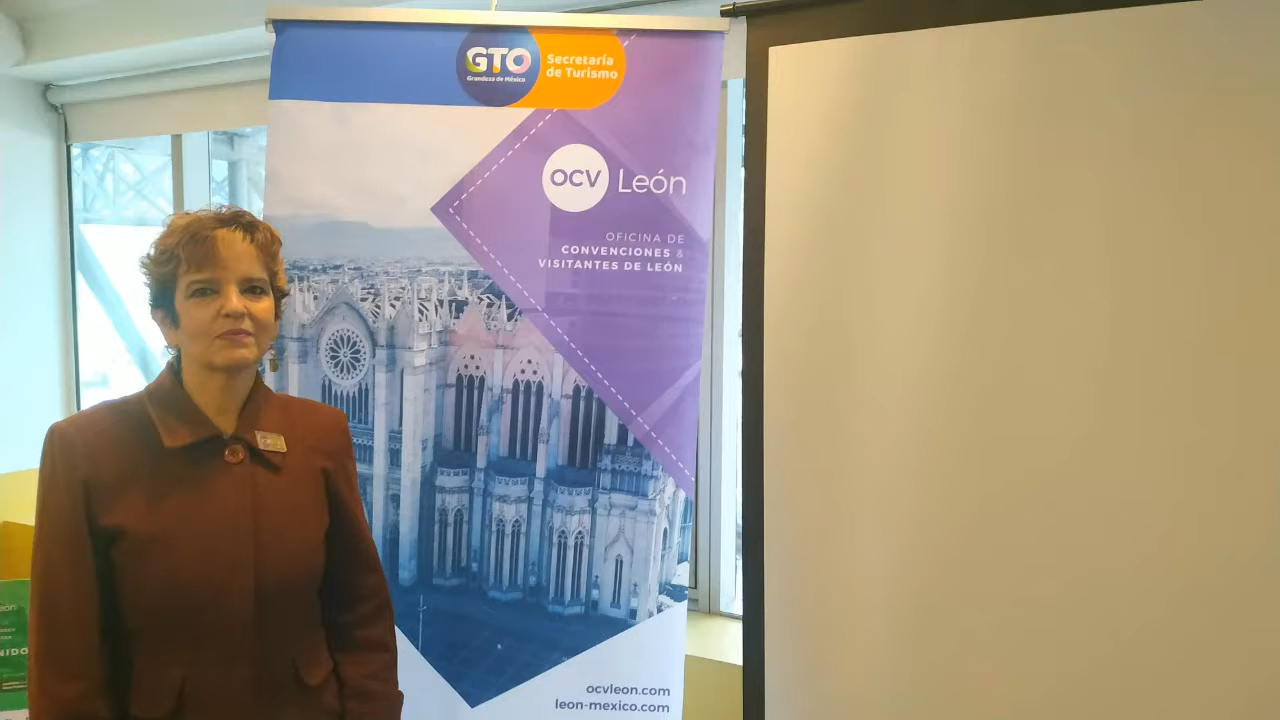 GTO
Grandeza de México
Secretaría
de Turismo
OCV León
OFICINA DE
CONVENCIONES &
VISITANTES DE LEÓN
ocvleon.com
leon-mexico.com